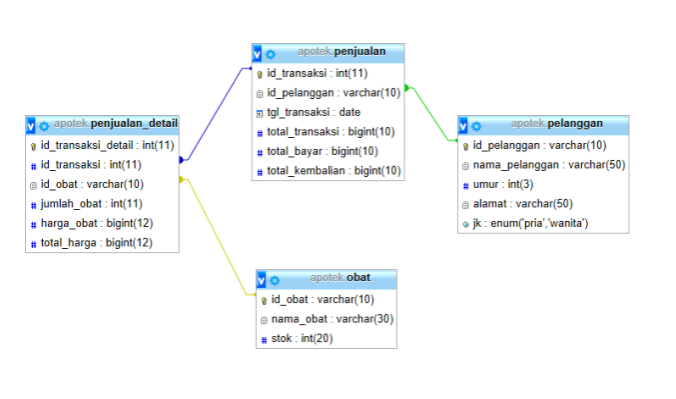 apotek.penjualan
id_transaksi : int(11)
id_pelanggan : varchar(10)
tgl_transaksi : date
total_transaksi : bigint(10)
total_bayar : bigint(10)
total_kembalian : bigint(10)
apotek.penjualan_detail
id_transaksi_detail : int(11)
id_transaksi : int(11)
id_obat : varchar(10)
jumlah_obat : int(11)
harga_obat : bigint(12)
total_harga : bigint(12)
apotek.pelanggan
id_pelanggan : varchar(10)
nama_pelanggan : varchar(50)
umur : int(3)
alamat : varchar(50)
jk : enum('pria','wanita')
apotek.obat
id_obat : varchar(10)
nama_obat : varchar(30)
stok : int(20)